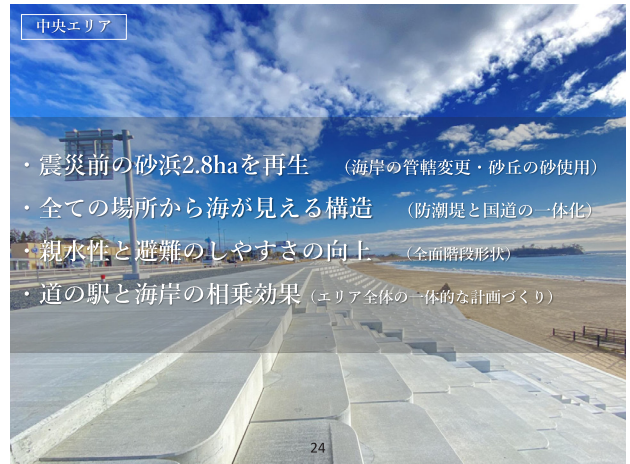 中央エリア
・震災前の砂浜2.8haを再生 (海岸の管轄変更・砂丘の砂使用)
・全ての場所から海が見える構造 (防潮堤と国道の一体化)
・親水性と避難のしやすさの向上 (全面階段形状)
・道の駅と海岸の相乗効果(エリア全体の一体的な計画づくり)
24